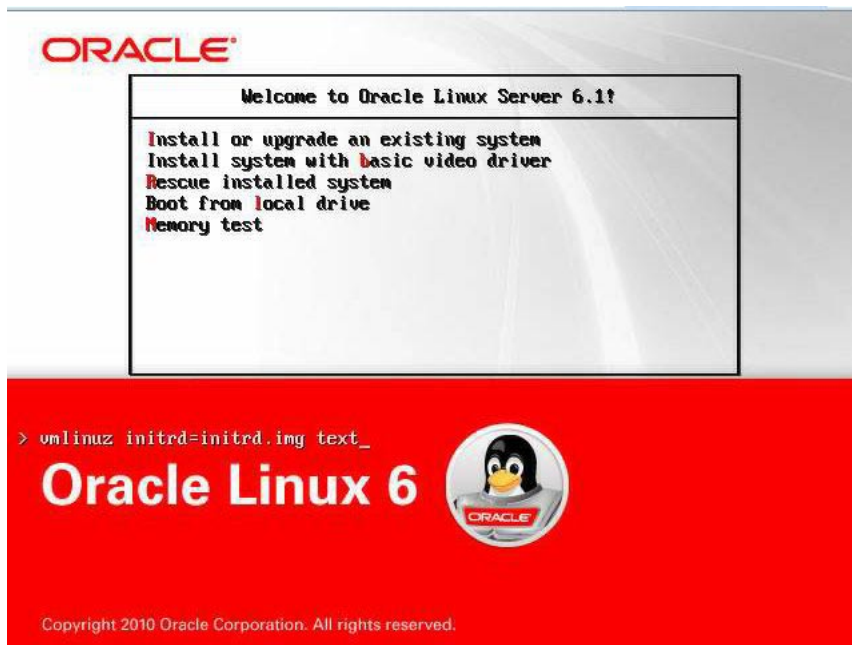 ORACLE®
Welcome to Oracle Linux Server 6.1!
Install or upgrade an existing system
Install system with basic video driver
Rescue installed system
Boot from local drive
Memory test
> vmlinuz initrd=initrd.img text_
Oracle Linux 6
ORACLE
Copyright 2010 Oracle Corporation. All rights reserved.